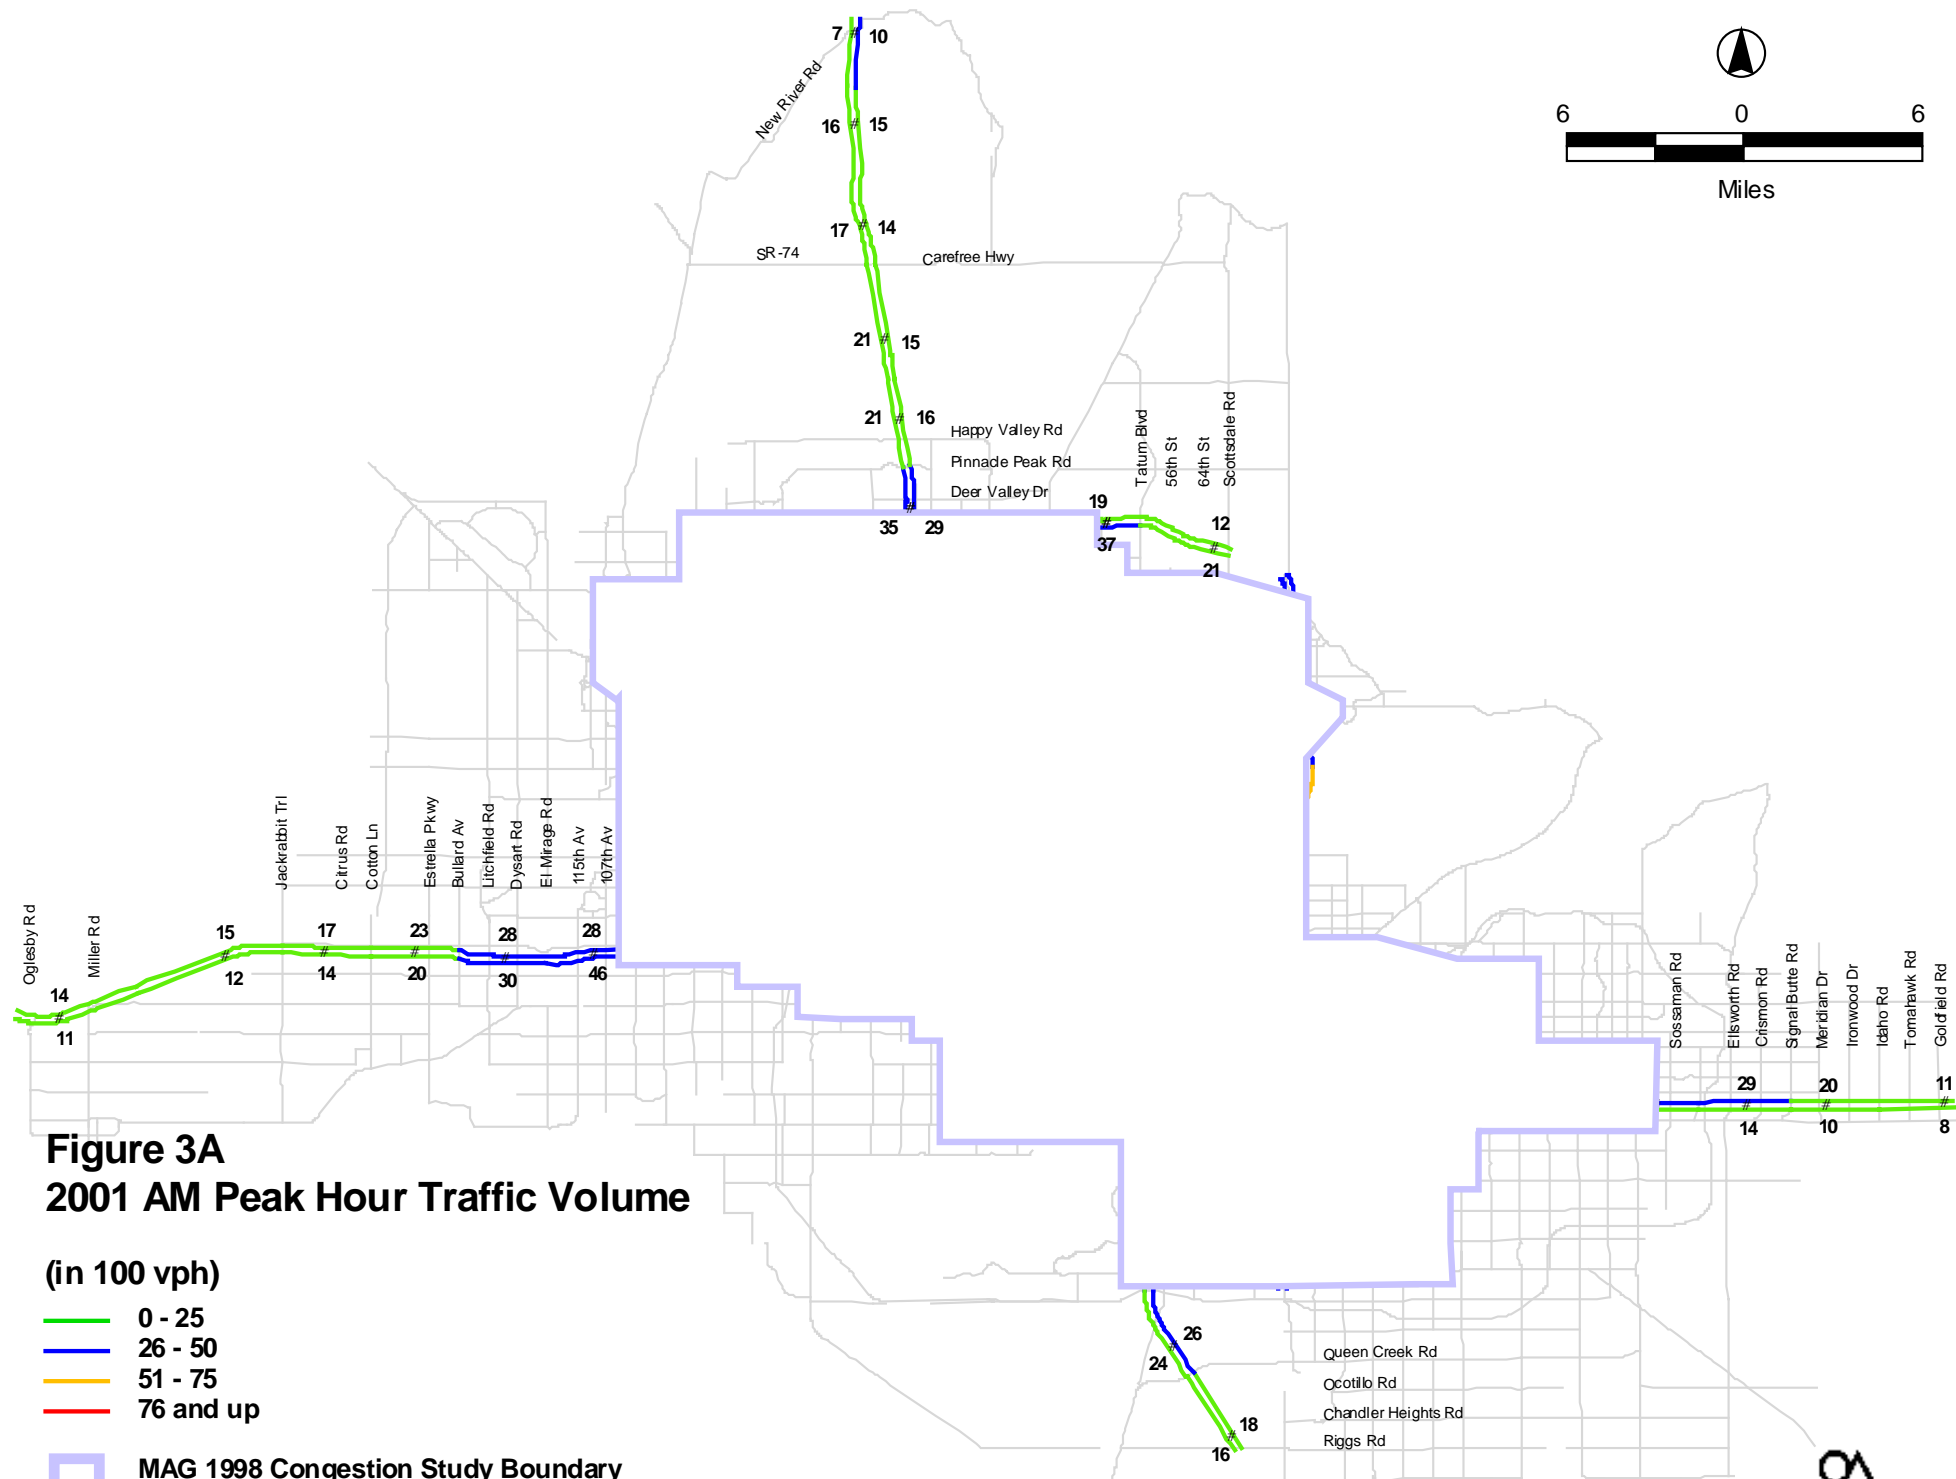 7 # 10
6 0 6
Miles
New River Rd
16 # 15
17 # 14
SR-74
Carefree Hwy
21 # 15
21 # 16
Happy Valley Rd
Pinnacle Peak Rd
Deer Valley Dr
Tatum Blvd
56th St
64th St
Scottsdale Rd
35 # 29
19
#
37
12
#
21
Jackrabbit Trl
Citrus Rd
Cotton Ln
Estrella Pkwy
Bullard Av
Litchfield Rd
Dysart Rd
El Mirage Rd
115th Av
107th Av
Oglesby Rd
Miller Rd
15
#
12
17
#
14
23
#
20
28
#
30
28
#
46
14
#
11
Sossaman Rd
Ellsworth Rd
Crismon Rd
Signal Butte Rd
Meridian Dr
Ironwood Dr
Idaho Rd
Tomahawk Rd
Goldfield Rd
29
#
14
20
#
10
11
#
8
Figure 3A
2001 AM Peak Hour Traffic Volume
(in 100 vph)
0 - 25
26 - 50
51 - 75
76 and up
MAG 1998 Congestion Study Boundary
26
#
24
18
#
16
Queen Creek Rd
Ocotillo Rd
Chandler Heights Rd
Riggs Rd